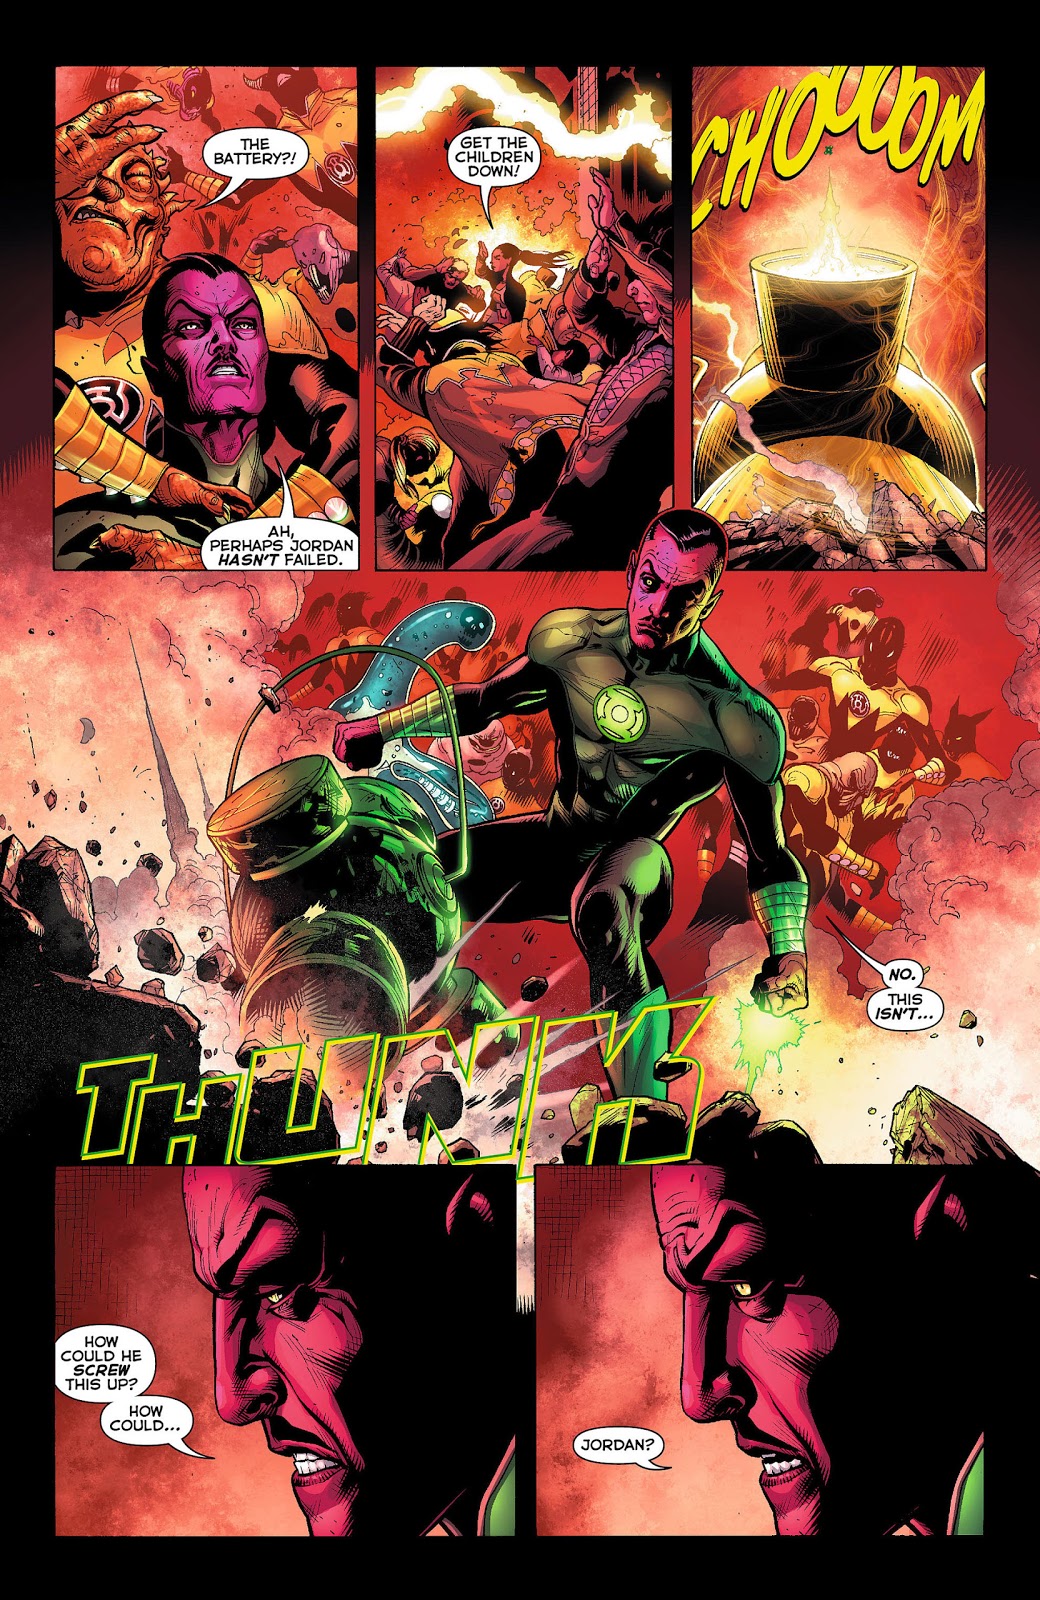 THE
BATTERY?!
AH,
PERHAPS JORDAN
HASN'T FAILED.
GET THE
CHILDREN
DOWN!
CHOOOOM
NO.
THIS
ISN'T...
THUNK
HOW
COULD HE
SCREW
THIS UP?
HOW
COULD...
JORDAN?